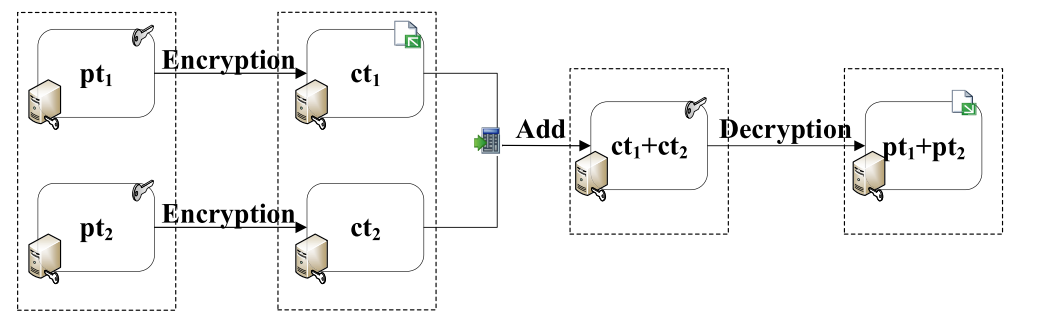 pt₁ Encryption ct₁
Add ct₁+ct₂ Decryption pt₁+pt₂
pt₂ Encryption ct₂